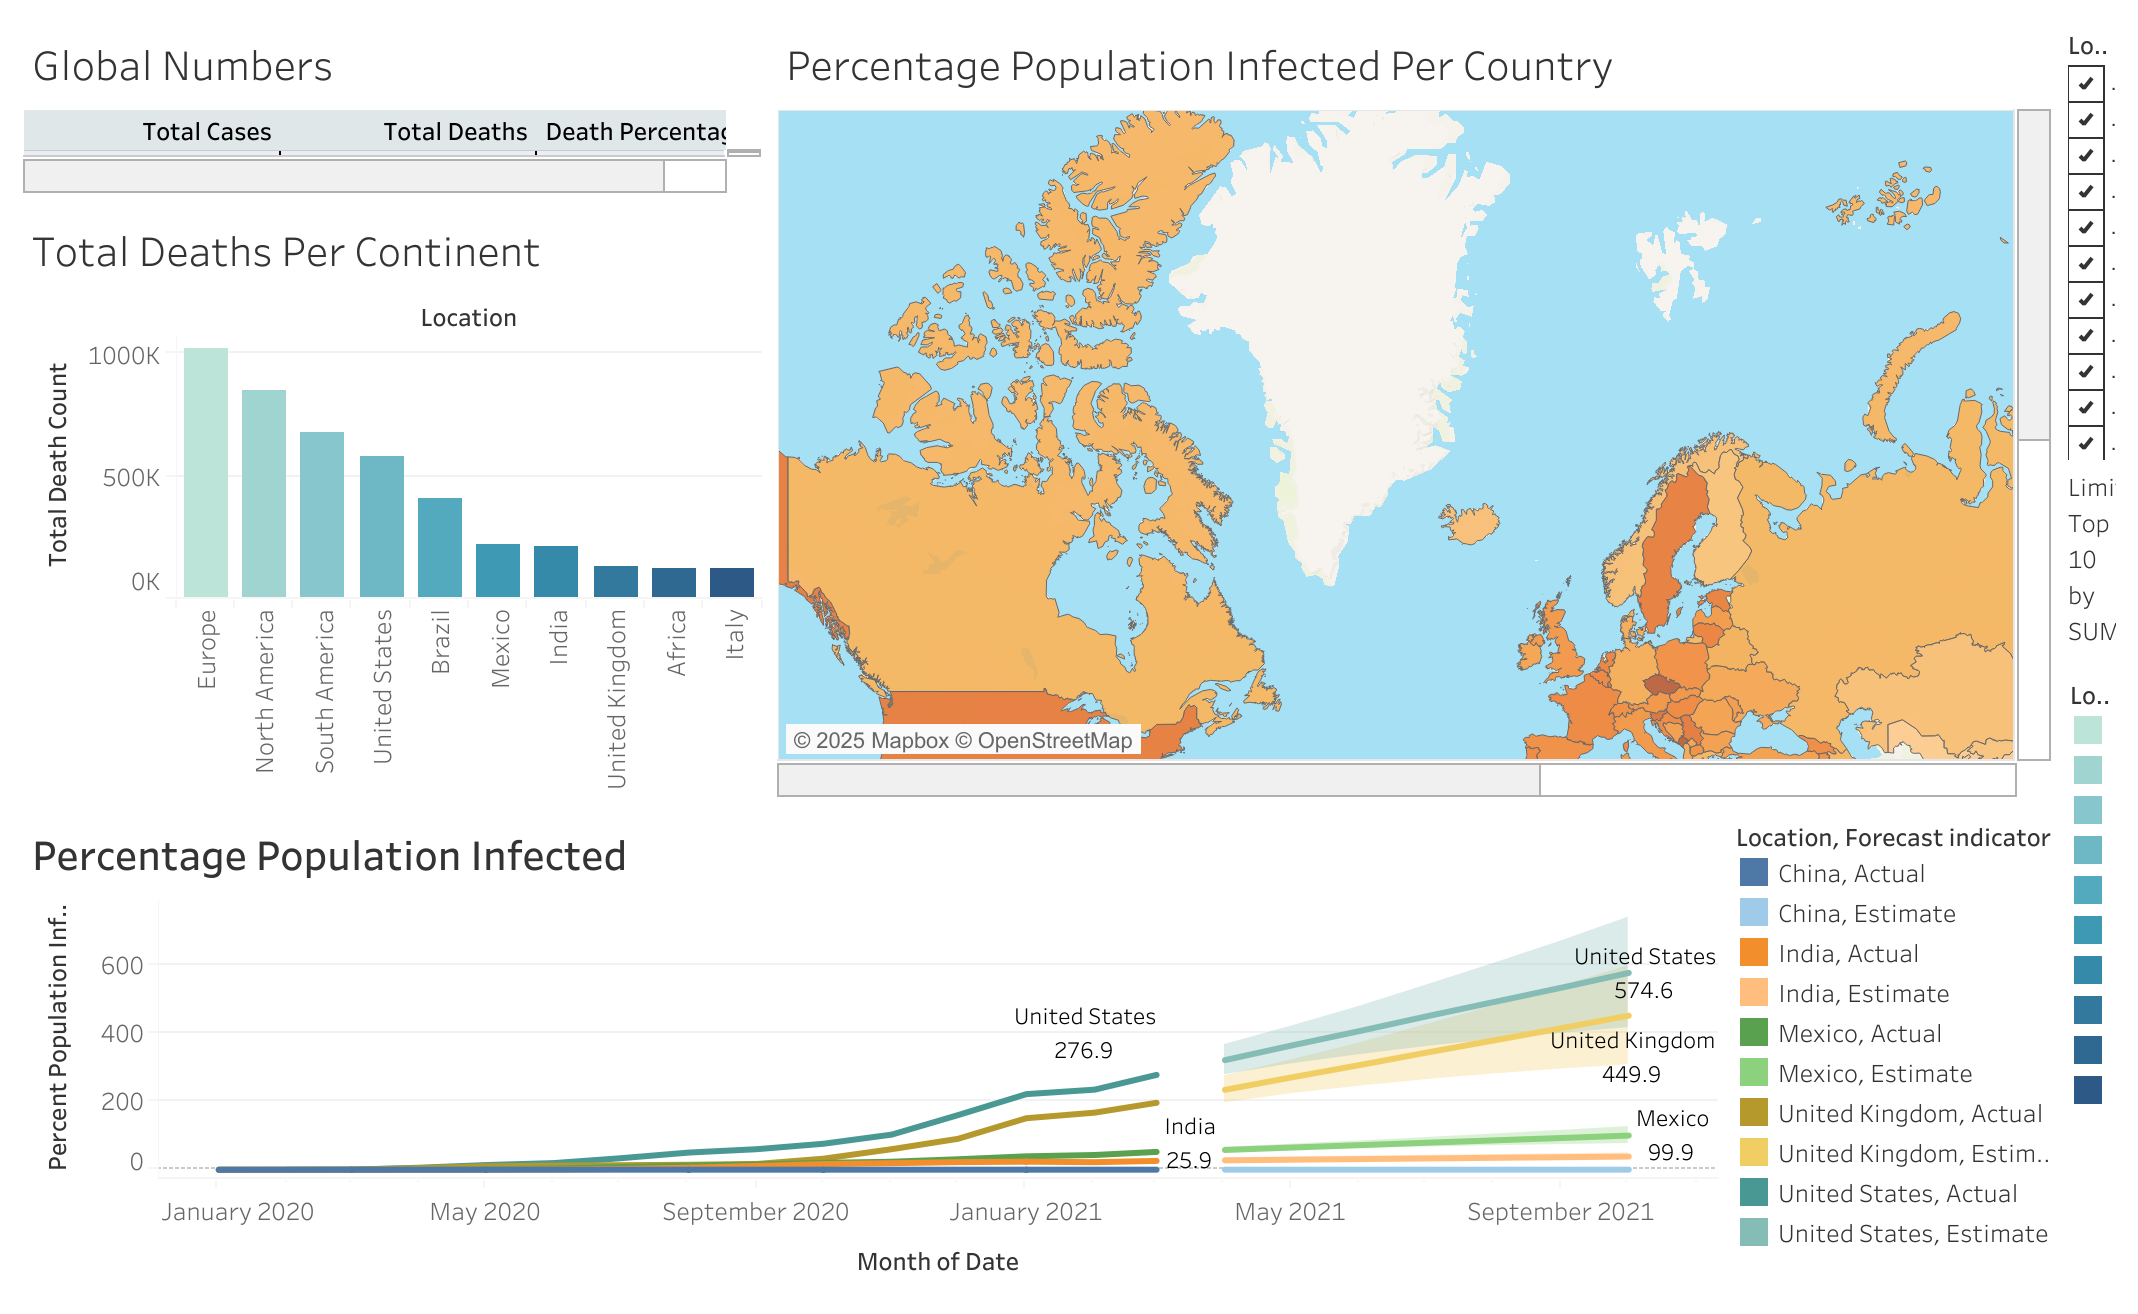 Global Numbers
Total Cases
Total Deaths
Death Percentag
Total Deaths Per Continent
Location
Total Death Count
1000K
500K
0K
Europe
North America
South America
United States
Brazil
Mexico
India
United Kingdom
Africa
Italy
Percentage Population Infected Per Country
© 2025 Mapbox © OpenStreetMap
Lo..
Limi
Top
10
by
SUM
Lo..
Percentage Population Infected
Percent Population Inf..
600
400
200
0
United States
276.9
India
25.9
United States
574.6
United Kingdom
449.9
Mexico
99.9
January 2020
May 2020
September 2020
January 2021
May 2021
September 2021
Month of Date
Location, Forecast indicator
China, Actual
China, Estimate
India, Actual
India, Estimate
Mexico, Actual
Mexico, Estimate
United Kingdom, Actual
United Kingdom, Estim..
United States, Actual
United States, Estimate